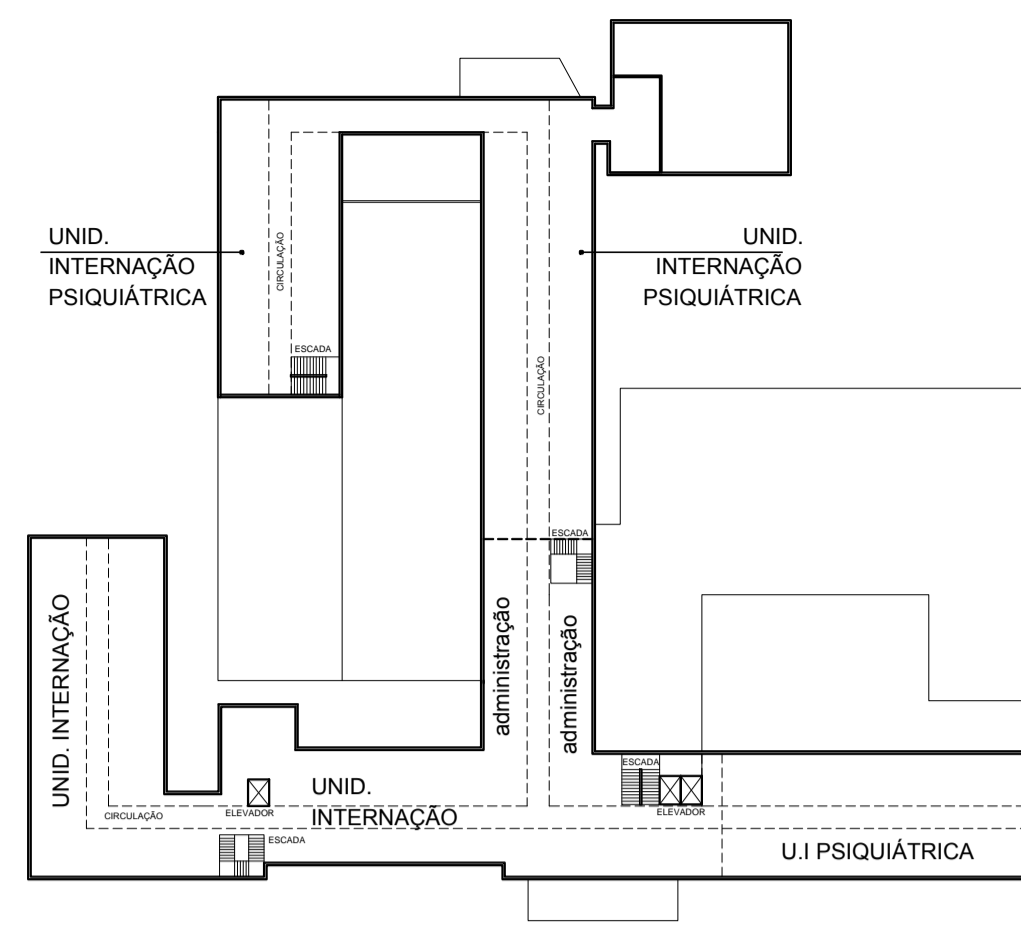 UNID.
INTERNAÇÃO
PSIQUIÁTRICA
CIRCULAÇÃO
UNID.
INTERNAÇÃO
PSIQUIÁTRICA
ESCADA
CIRCULAÇÃO
ESCADA
UNID. INTERNAÇÃO
administração
administração
ESCADA
UNID.
INTERNAÇÃO
CIRCULAÇÃO
ELEVADOR
ELEVADOR
ESCADA
U.I PSIQUIÁTRICA